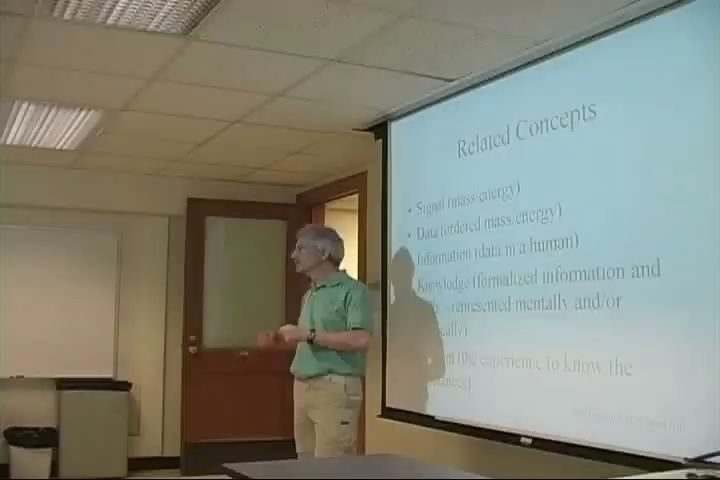 Related Concepts
• Signal (mass/energy)
• Data (ordered mass/energy)
Information (data in a human)
Knowledge (formalized information and
represented mentally and/or
(the experience to know the